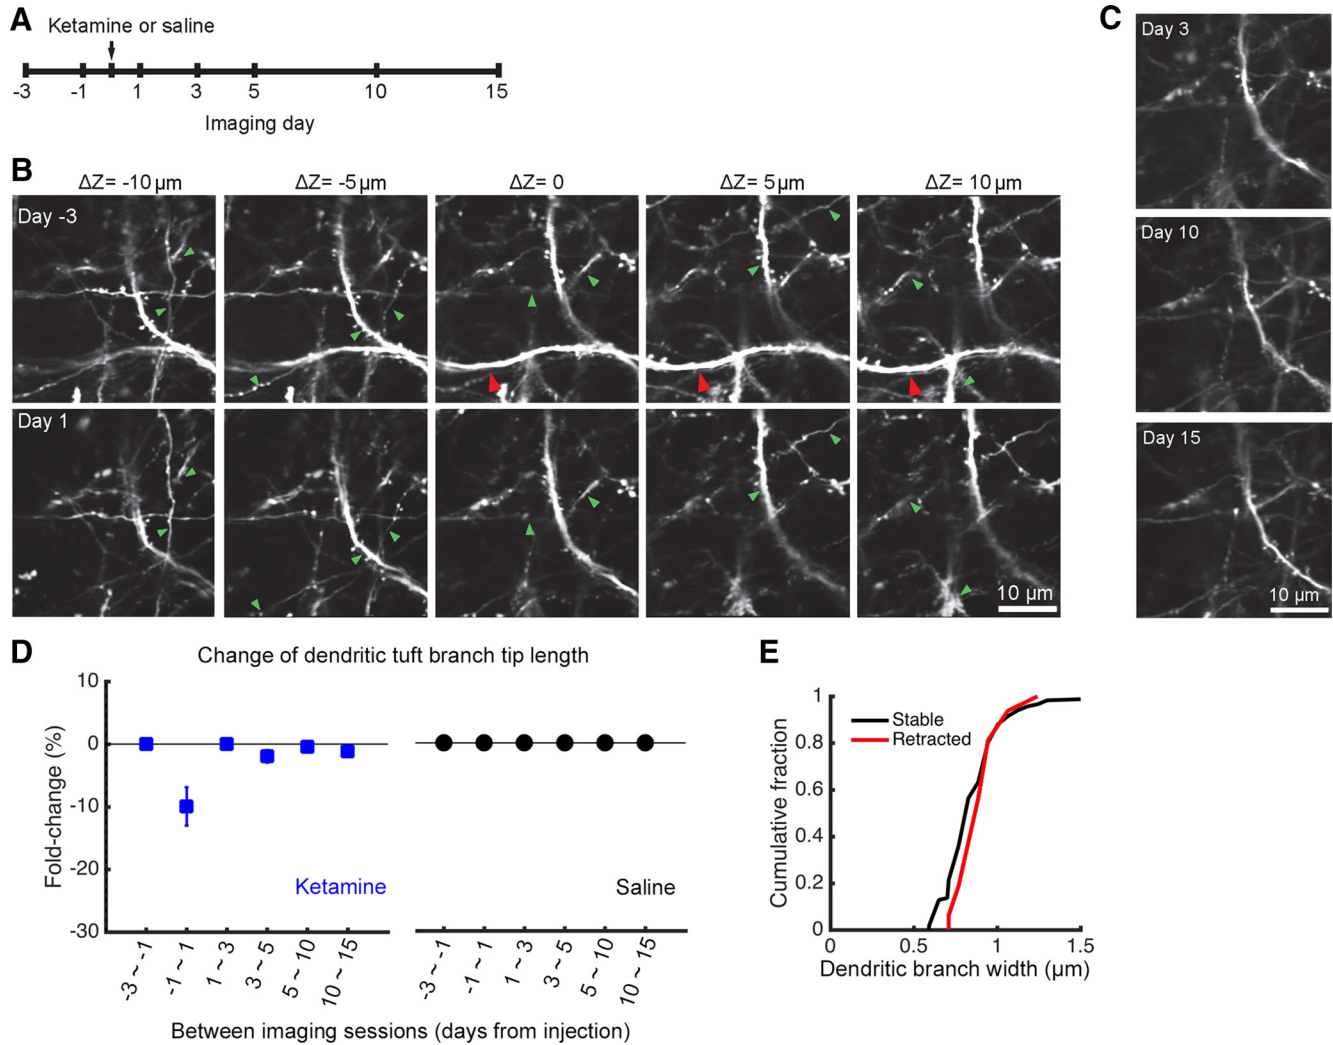 A
Ketamine or saline
-3 -1 1 3 5 10 15
Imaging day
B
ΔZ= -10 µm ΔZ= -5 µm ΔZ= 0 ΔZ= 5 µm ΔZ= 10 µm
Day -3
Day 1
10 µm
C
Day 3
Day 10
Day 15
10 µm
D
Change of dendritic tuft branch tip length
Fold-change (%)
10
0
-10
-20
-30
Ketamine
Saline
-3 ~ -1 -1 ~ 1 1 ~ 3 3 ~ 5 5 ~ 10 10 ~ 15
-3 ~ -1 -1 ~ 1 1 ~ 3 3 ~ 5 5 ~ 10 10 ~ 15
Between imaging sessions (days from injection)
E
Cumulative fraction
1
0.8
0.6
0.4
0.2
0
Stable
Retracted
0 0.5 1 1.5
Dendritic branch width (µm)